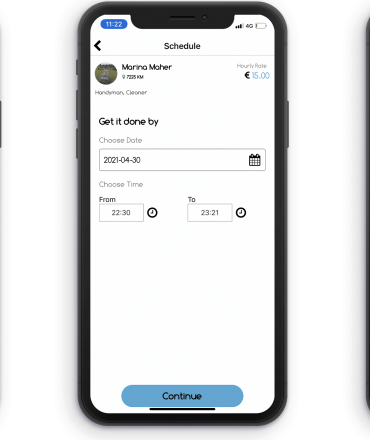 11:22
4G
Schedule
Marina Maher
Hourly Rate
7225 KM
€ 15.00
Handyman, Cleaner
Get it done by
Choose Date
2021-04-30
Choose Time
From
To
22:30
23:21
Continue